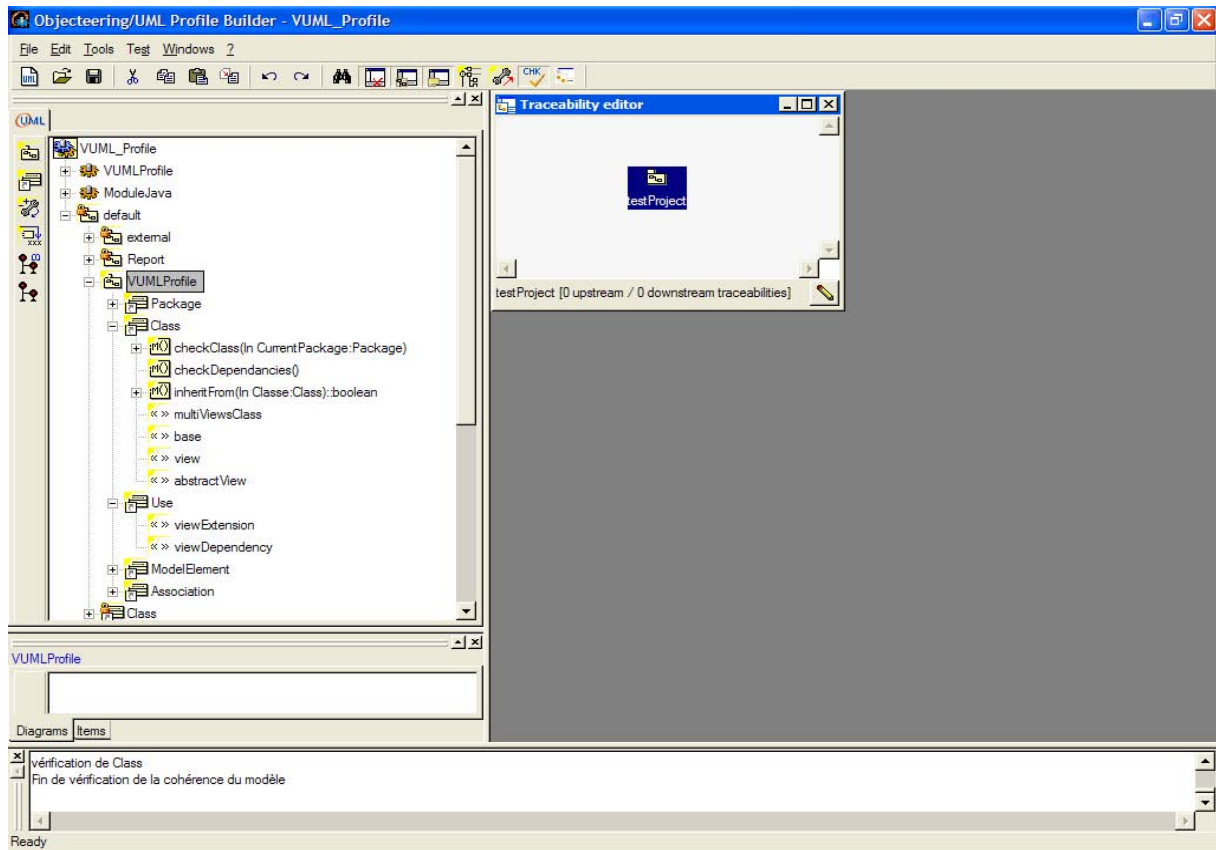 Objecteering/UML Profile Builder - VUML_Profile
File Edit Tools Test Windows ?
uml
CHK
UML
VUML_Profile
VUMLProfile
ModuleJava
default
external
Report
VUMLProfile
Package
Class
checkClass(In CurrentPackage:Package)
checkDependancies()
inheritFrom(In Classe:Class)::boolean
« » multiViewsClass
« » base
« » view
« » abstractView
Use
« » viewExtension
« » viewDependency
ModelElement
Association
Class
Traceability editor
testProject
testProject [0 upstream / 0 downstream traceabilities]
VUMLProfile
Diagrams Items
vérification de Class
Fin de vérification de la cohérence du modèle
Ready